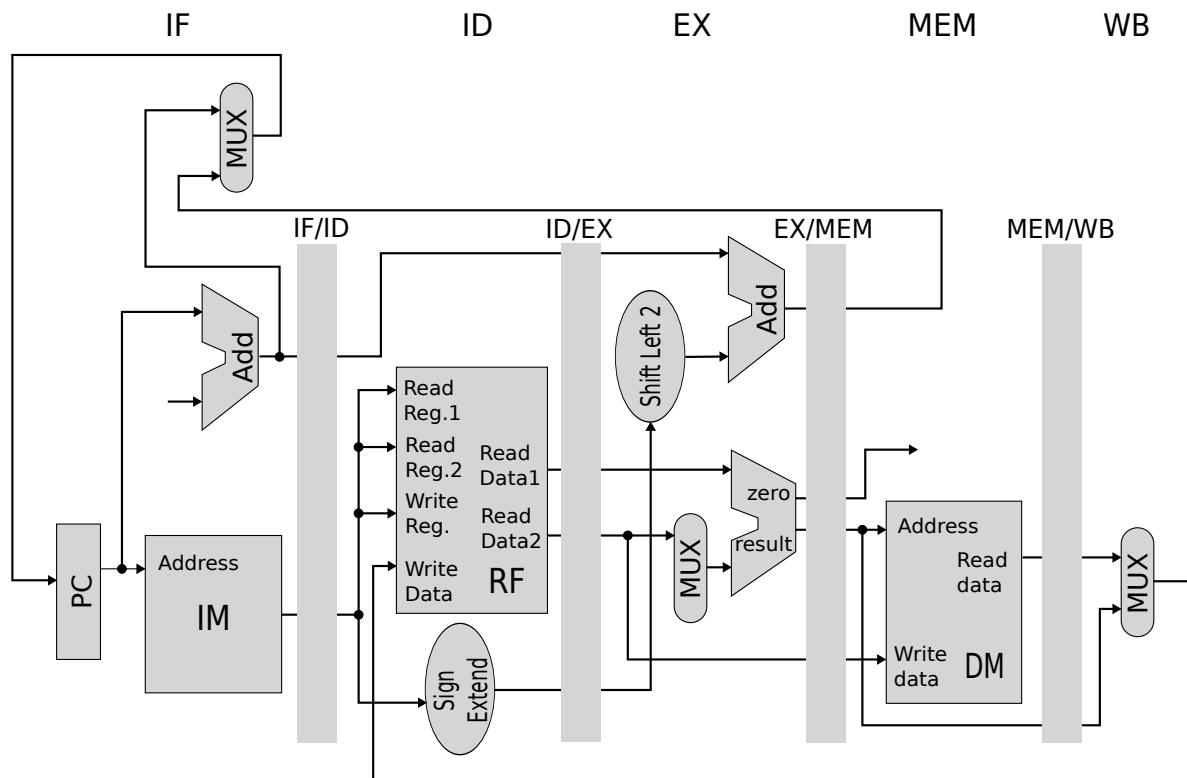 IF
ID
EX
MEM
WB
MUX
IF/ID
ID/EX
EX/MEM
MEM/WB
Add
Add
Shift Left 2
Read
Reg.1
Read
Reg.2
Read
Data1
Write
Reg.
Read
Data2
Write
Data
RF
zero
result
MUX
PC
Address
IM
Address
Read
data
Write
data
DM
MUX
Sign
Extend